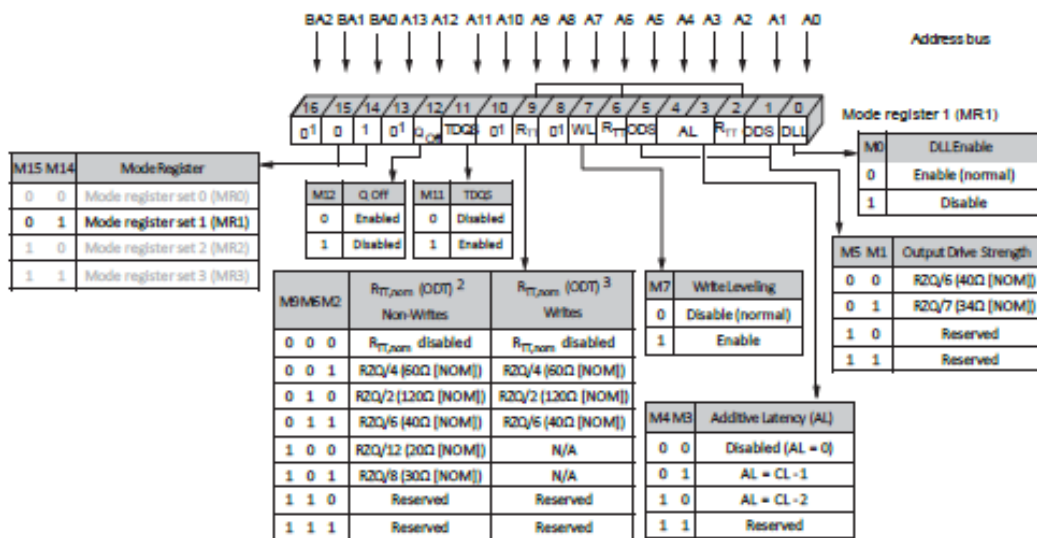 BA2 BA1 BA0 A13 A12 A11 A10 A9 A8 A7 A6 A5 A4 A3 A2 A1 A0
Address bus
16 15 14 13 12 11 10 9 8 7 6 5 4 3 2 1 0
Mode register 1 (MR1)
0¹ 0 1 0¹ Q Off TDQS 0¹ R_TT 0¹ WL R_TT ODS AL R_TT ODS DLL
M15 M14 Mode Register
0 0 Mode register set 0 (MR0)
0 1 Mode register set 1 (MR1)
1 0 Mode register set 2 (MR2)
1 1 Mode register set 3 (MR3)
M12 Q Off
0 Enabled
1 Disabled
M11 TDQS
0 Disabled
1 Enabled
M0 DLL Enable
0 Enable (normal)
1 Disable
M5 M1 Output Drive Strength
0 0 RZQ/6 (40Ω [NOM])
0 1 RZQ/7 (34Ω [NOM])
1 0 Reserved
1 1 Reserved
M9 M6 M2 R_TT,nom (ODT) ² Non-Writes R_TT,nom (ODT) ³ Writes
0 0 0 R_TT,nom disabled R_TT,nom disabled
0 0 1 RZQ/4 (60Ω [NOM]) RZQ/4 (60Ω [NOM])
0 1 0 RZQ/2 (120Ω [NOM]) RZQ/2 (120Ω [NOM])
0 1 1 RZQ/6 (40Ω [NOM]) RZQ/6 (40Ω [NOM])
1 0 0 RZQ/12 (20Ω [NOM]) N/A
1 0 1 RZQ/8 (30Ω [NOM]) N/A
1 1 0 Reserved Reserved
1 1 1 Reserved Reserved
M7 Write Leveling
0 Disable (normal)
1 Enable
M4 M3 Additive Latency (AL)
0 0 Disabled (AL = 0)
0 1 AL = CL - 1
1 0 AL = CL - 2
1 1 Reserved